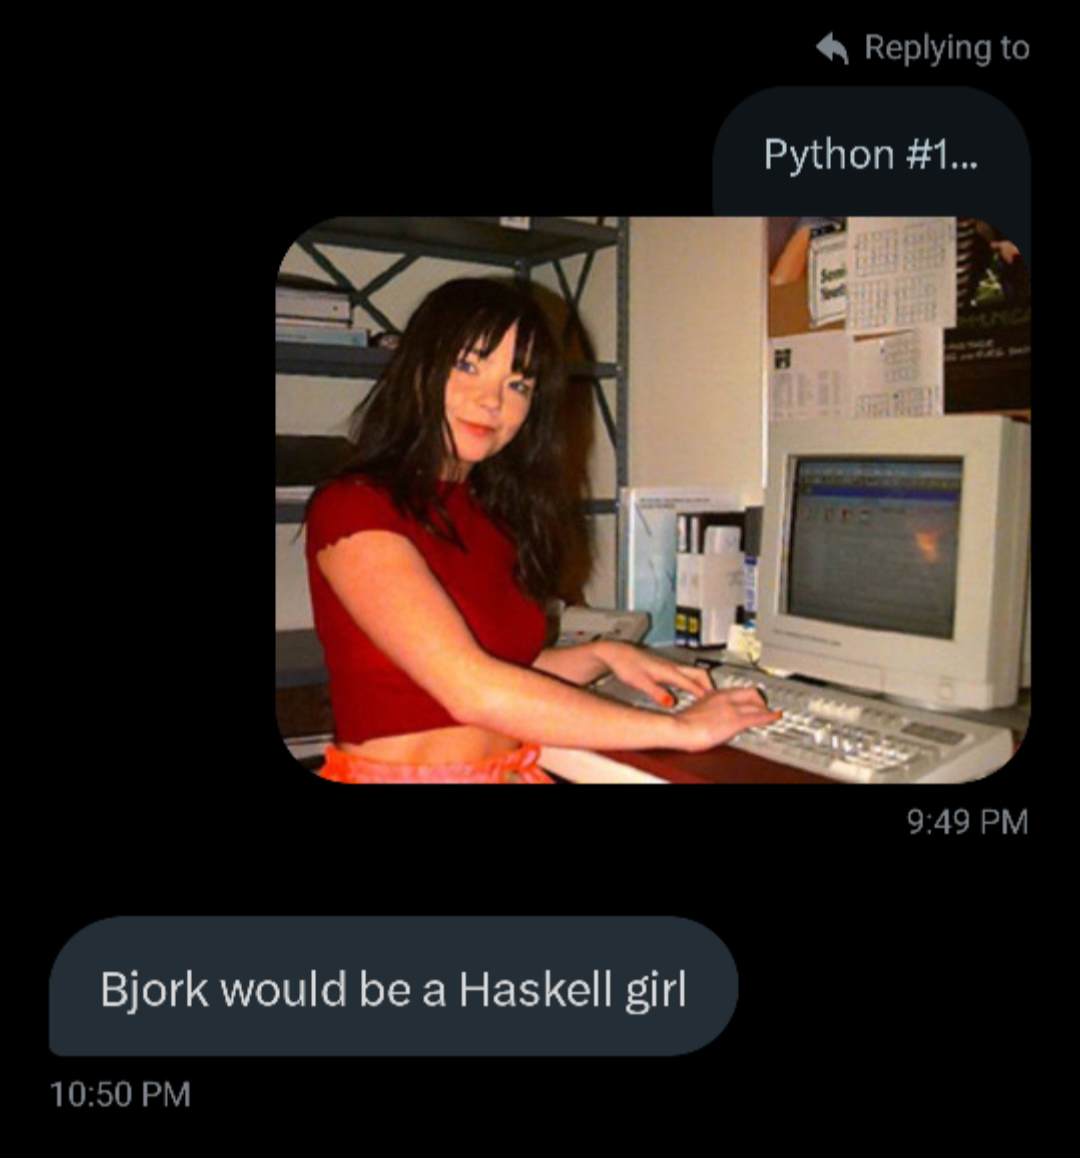 Replying to
Python #1...
9:49 PM
Bjork would be a Haskell girl
10:50 PM